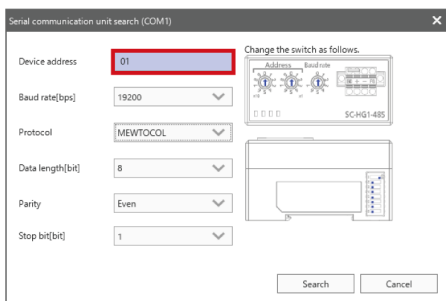 Serial communication unit search (COM1)
Device address
01
Baud rate[bps]
19200
Protocol
MEWTOCOL
Data length[bit]
8
Parity
Even
Stop bit[bit]
1
Change the switch as follows.
Address
Baud rate
SC-HG1-485
Search
Cancel